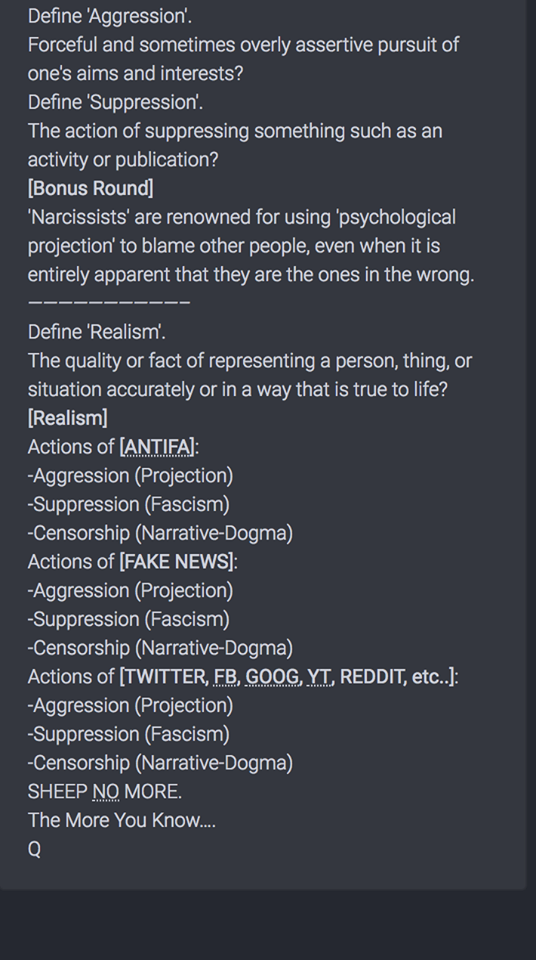 Define 'Aggression'.
Forceful and sometimes overly assertive pursuit of
one's aims and interests?
Define 'Suppression'.
The action of suppressing something such as an
activity or publication?
[Bonus Round]
'Narcissists' are renowned for using 'psychological
projection' to blame other people, even when it is
entirely apparent that they are the ones in the wrong.
———————————–
Define 'Realism'.
The quality or fact of representing a person, thing, or
situation accurately or in a way that is true to life?
[Realism]
Actions of [ANTIFA]:
-Aggression (Projection)
-Suppression (Fascism)
-Censorship (Narrative-Dogma)
Actions of [FAKE NEWS]:
-Aggression (Projection)
-Suppression (Fascism)
-Censorship (Narrative-Dogma)
Actions of [TWITTER, FB, GOOG, YT, REDDIT, etc..]:
-Aggression (Projection)
-Suppression (Fascism)
-Censorship (Narrative-Dogma)
SHEEP NO MORE.
The More You Know….
Q